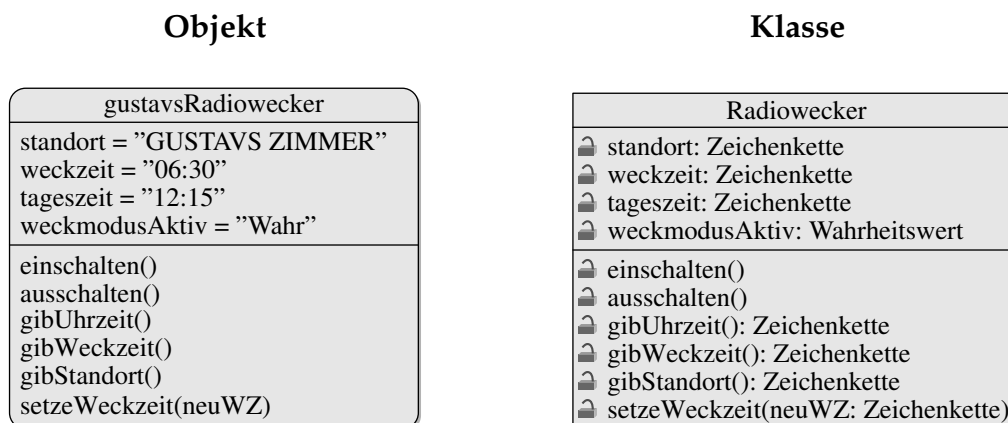 Objekt
gustavsRadiowecker
standort = ”GUSTAVS ZIMMER”
weckzeit = ”06:30”
tageszeit = ”12:15”
weckmodusAktiv = ”Wahr”
einschalten()
ausschalten()
gibUhrzeit()
gibWeckzeit()
gibStandort()
setzeWeckzeit(neuWZ)
Klasse
Radiowecker
standort: Zeichenkette
weckzeit: Zeichenkette
tageszeit: Zeichenkette
weckmodusAktiv: Wahrheitswert
einschalten()
ausschalten()
gibUhrzeit(): Zeichenkette
gibWeckzeit(): Zeichenkette
gibStandort(): Zeichenkette
setzeWeckzeit(neuWZ: Zeichenkette)